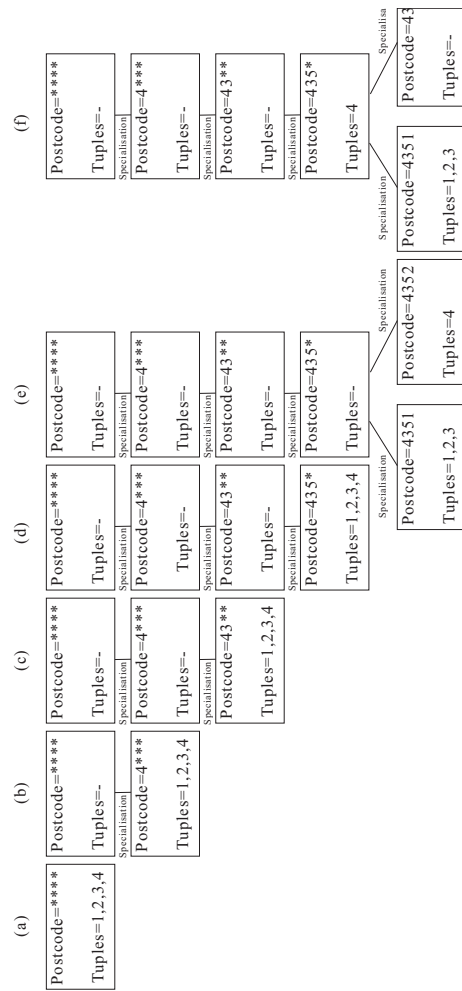 (a)
Postcode=****
Tuples=1,2,3,4
(b)
Postcode=****
Tuples=-
Specialisation
Postcode=4***
Tuples=1,2,3,4
(c)
Postcode=****
Tuples=-
Specialisation
Postcode=4***
Tuples=-
Specialisation
Postcode=43**
Tuples=1,2,3,4
(d)
Postcode=****
Tuples=-
Specialisation
Postcode=4***
Tuples=-
Specialisation
Postcode=43**
Tuples=-
Specialisation
Postcode=435*
Tuples=1,2,3,4
(e)
Postcode=****
Tuples=-
Specialisation
Postcode=4***
Tuples=-
Specialisation
Postcode=43**
Tuples=-
Specialisation
Postcode=435*
Tuples=-
Specialisation
Postcode=4351
Tuples=1,2,3
Specialisation
Postcode=4352
Tuples=4
(f)
Postcode=****
Tuples=-
Specialisation
Postcode=4***
Tuples=-
Specialisation
Postcode=43**
Tuples=-
Specialisation
Postcode=435*
Tuples=4
Specialisation
Postcode=4351
Tuples=1,2,3
Specialisa
Postcode=43
Tuples=-